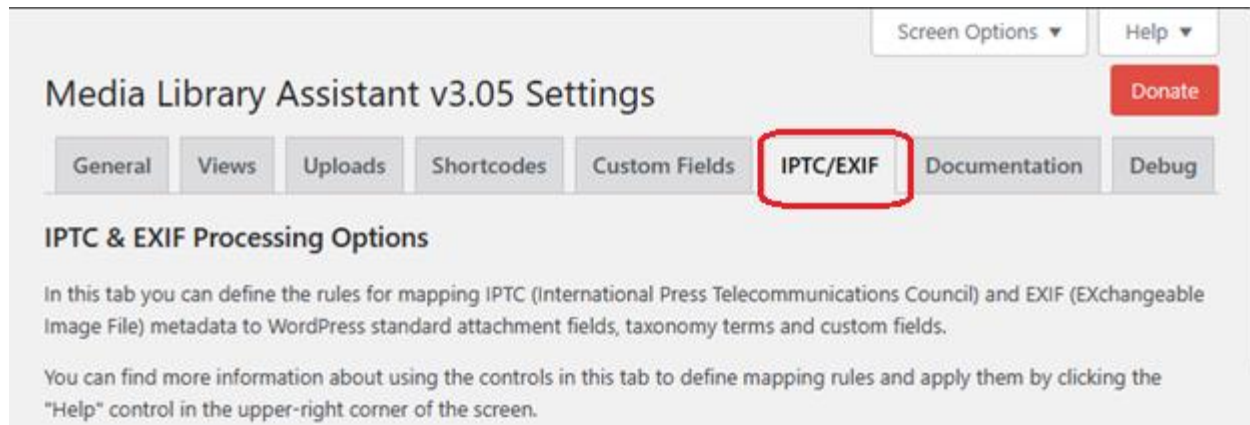 Screen Options ▼ Help ▼
Media Library Assistant v3.05 Settings Donate
General Views Uploads Shortcodes Custom Fields IPTC/EXIF Documentation Debug
IPTC & EXIF Processing Options
In this tab you can define the rules for mapping IPTC (International Press Telecommunications Council) and EXIF (EXchangeable
Image File) metadata to WordPress standard attachment fields, taxonomy terms and custom fields.
You can find more information about using the controls in this tab to define mapping rules and apply them by clicking the
"Help" control in the upper-right corner of the screen.